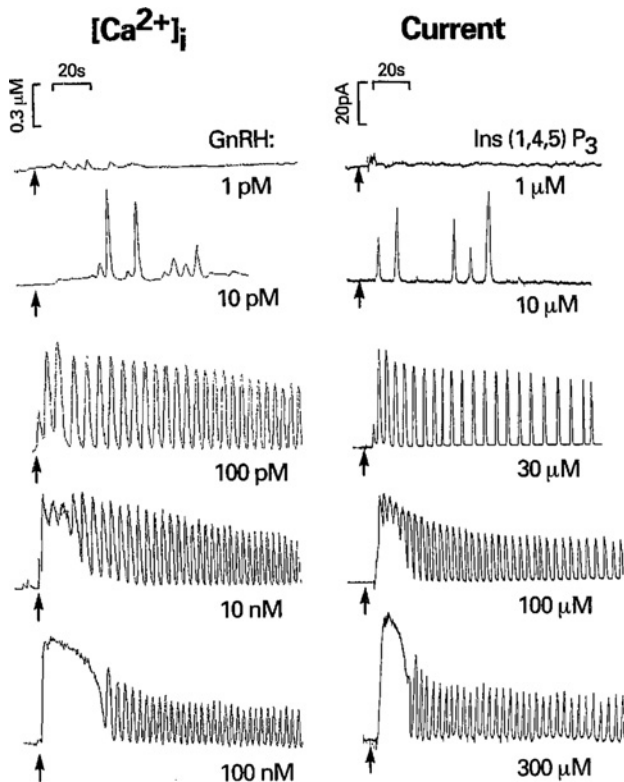 [Ca²⁺]ᵢ Current
20s 20s
0.3 µM 20pA
GnRH: Ins (1,4,5) P₃
1 pM 1 µM
10 pM 10 µM
100 pM 30 µM
10 nM 100 µM
100 nM 300 µM